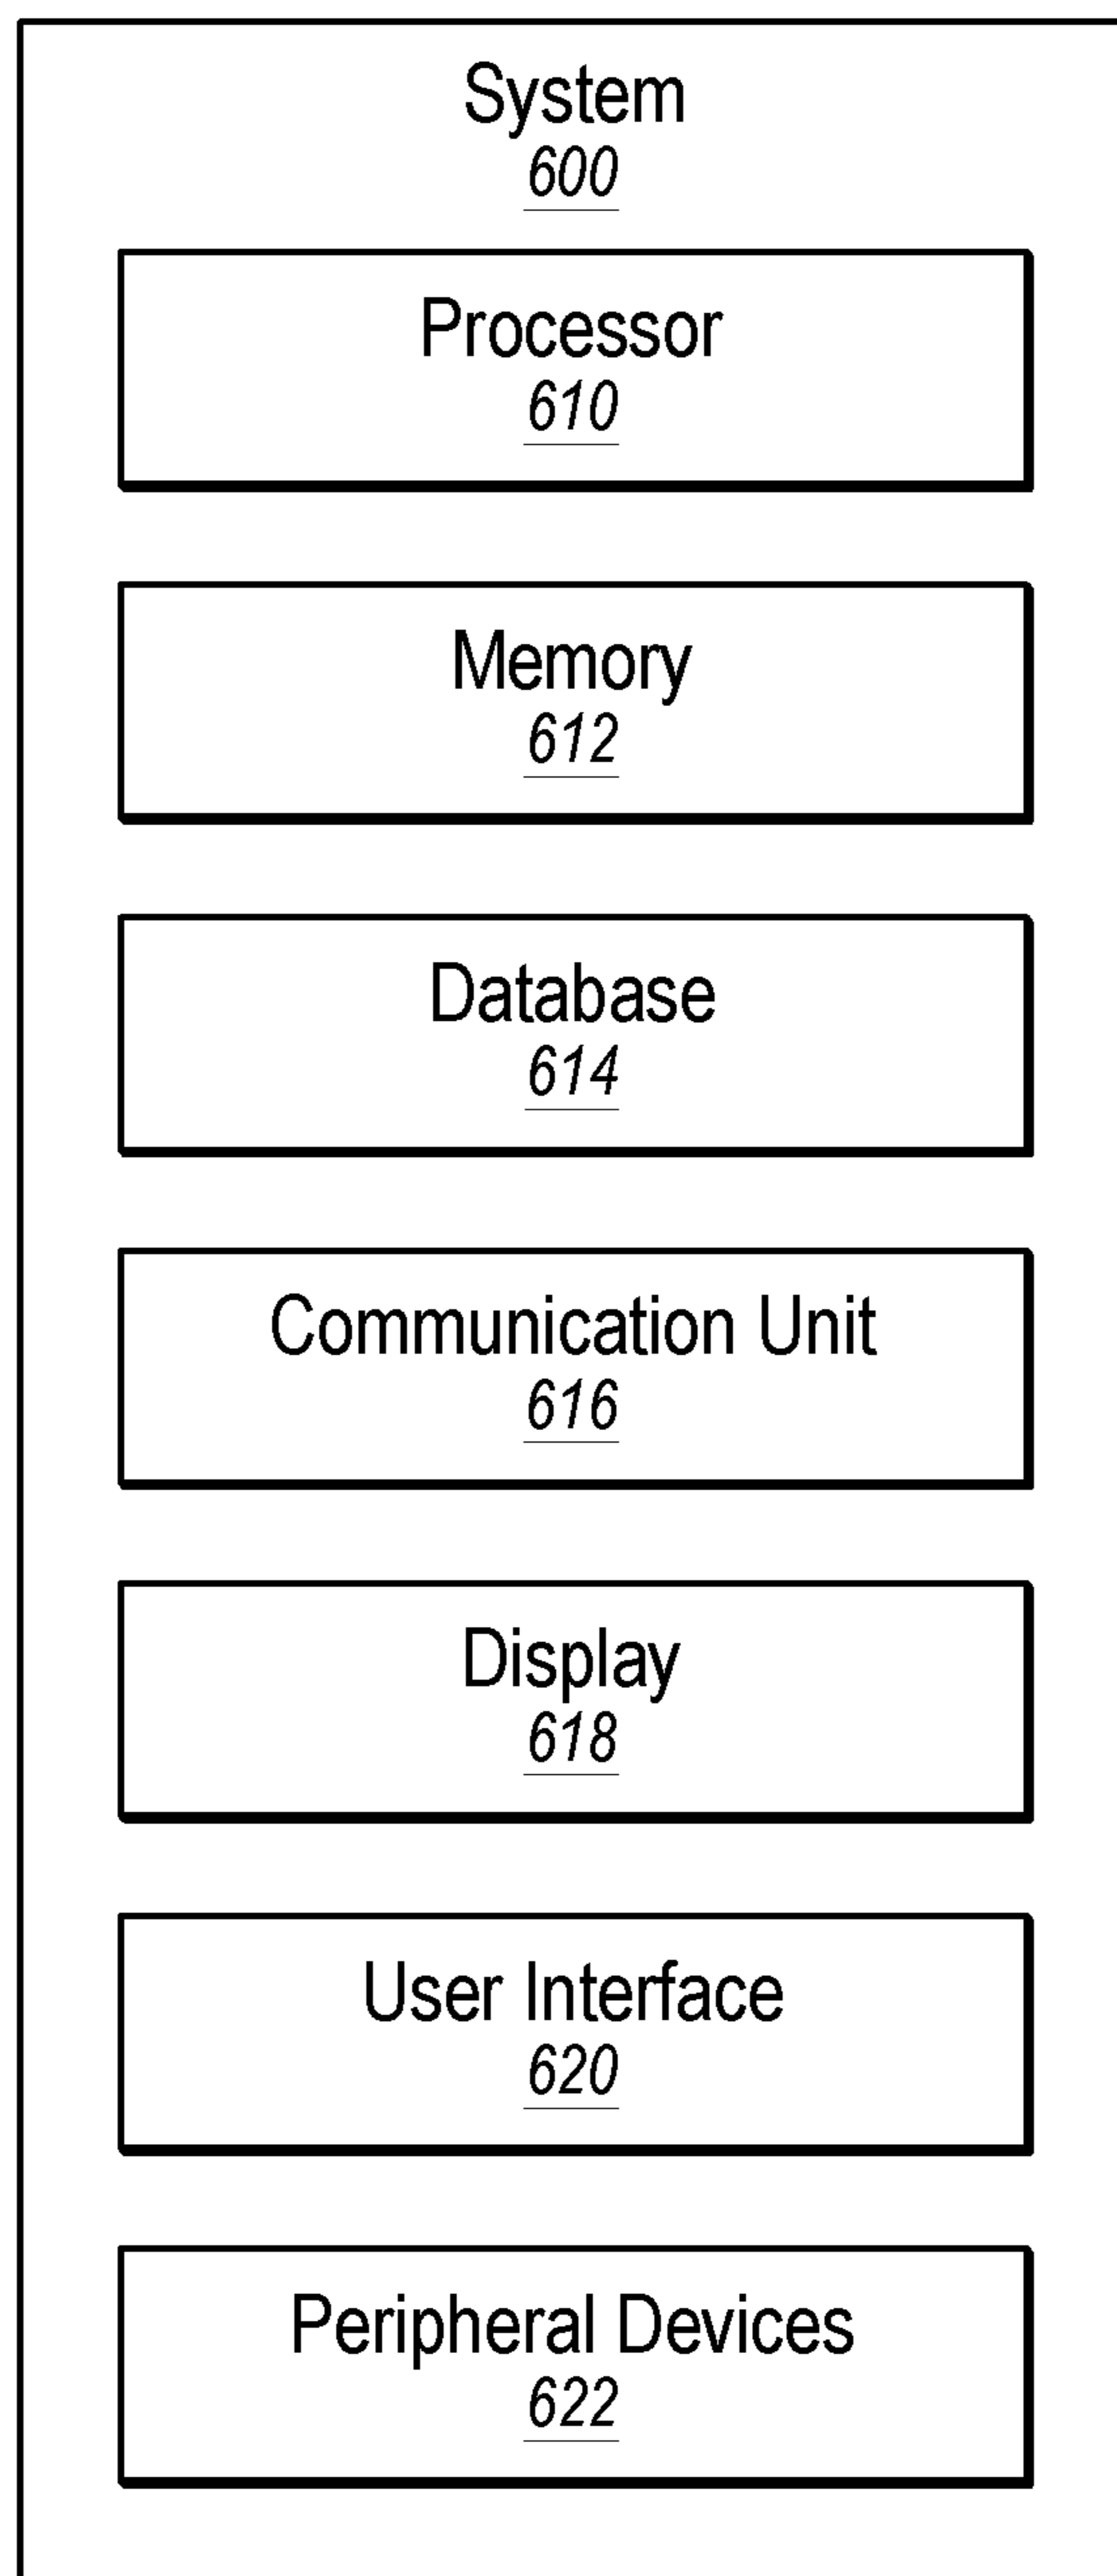 System
600
Processor
610
Memory
612
Database
614
Communication Unit
616
Display
618
User Interface
620
Peripheral Devices
622